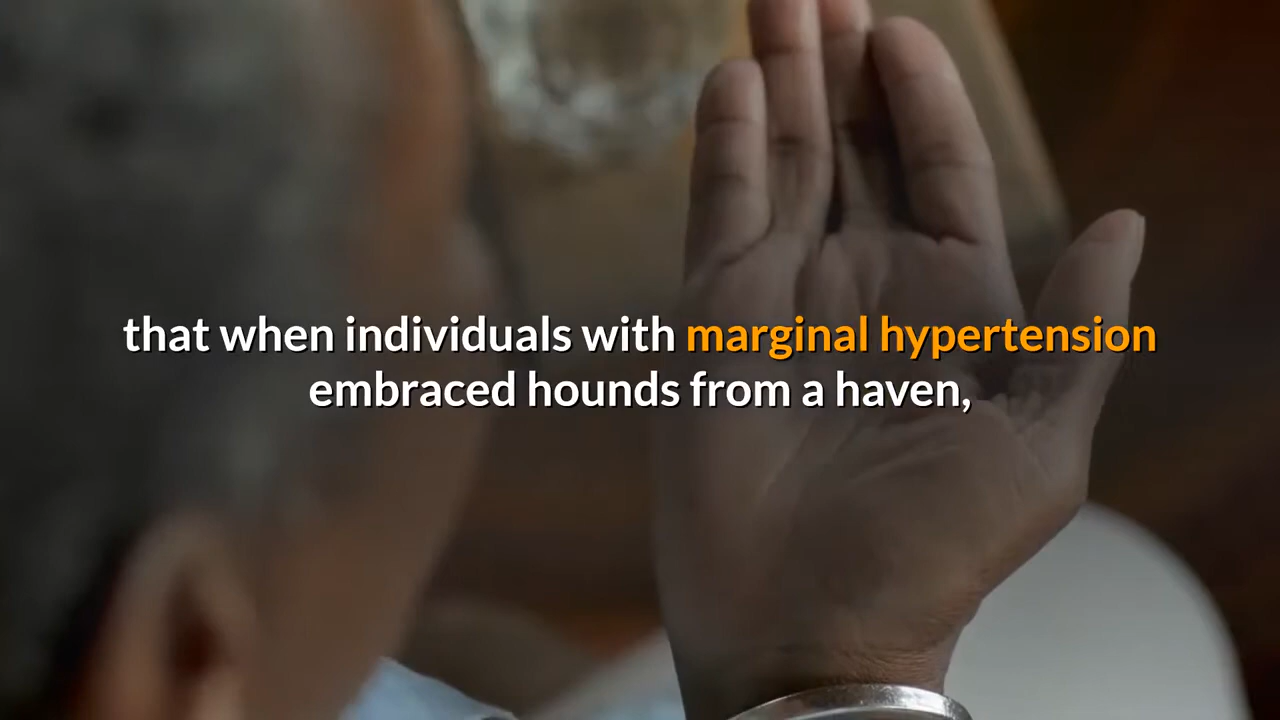 that when individuals with marginal hypertension
embraced hounds from a haven,